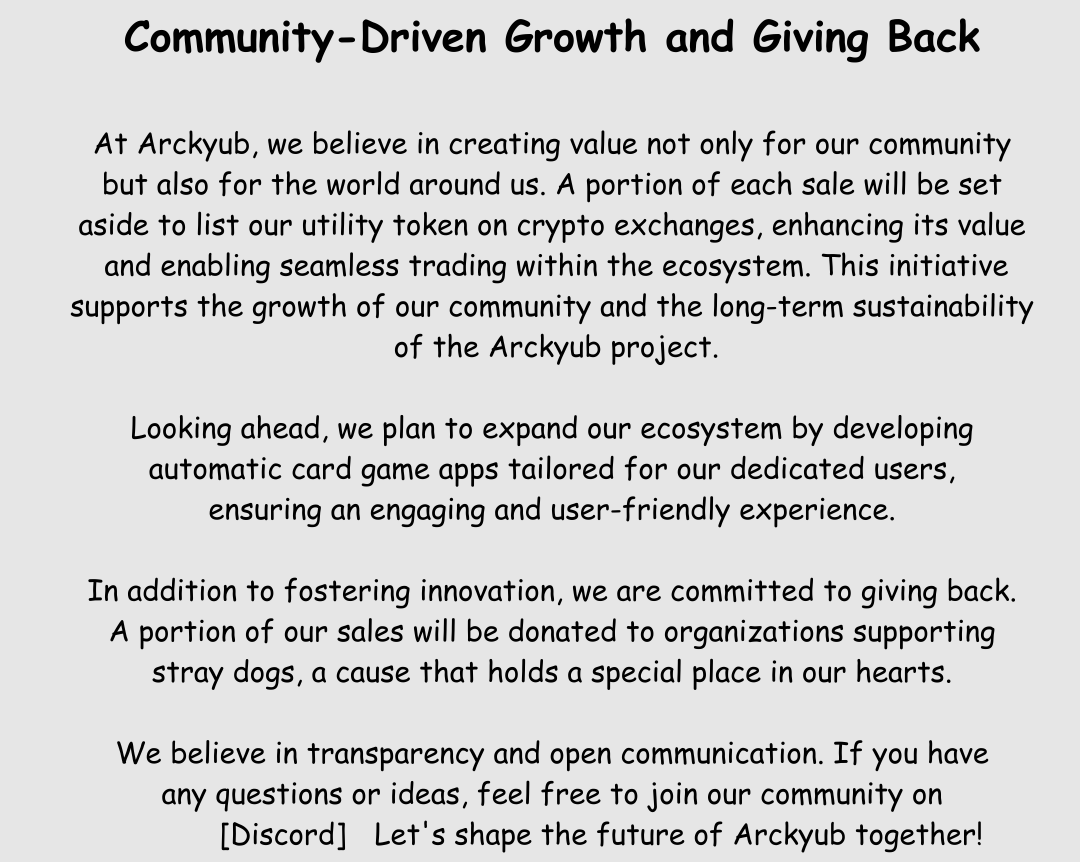 Community-Driven Growth and Giving Back
At Arckyub, we believe in creating value not only for our community
but also for the world around us. A portion of each sale will be set
aside to list our utility token on crypto exchanges, enhancing its value
and enabling seamless trading within the ecosystem. This initiative
supports the growth of our community and the long-term sustainability
of the Arckyub project.
Looking ahead, we plan to expand our ecosystem by developing
automatic card game apps tailored for our dedicated users,
ensuring an engaging and user-friendly experience.
In addition to fostering innovation, we are committed to giving back.
A portion of our sales will be donated to organizations supporting
stray dogs, a cause that holds a special place in our hearts.
We believe in transparency and open communication. If you have
any questions or ideas, feel free to join our community on
[Discord] Let's shape the future of Arckyub together!